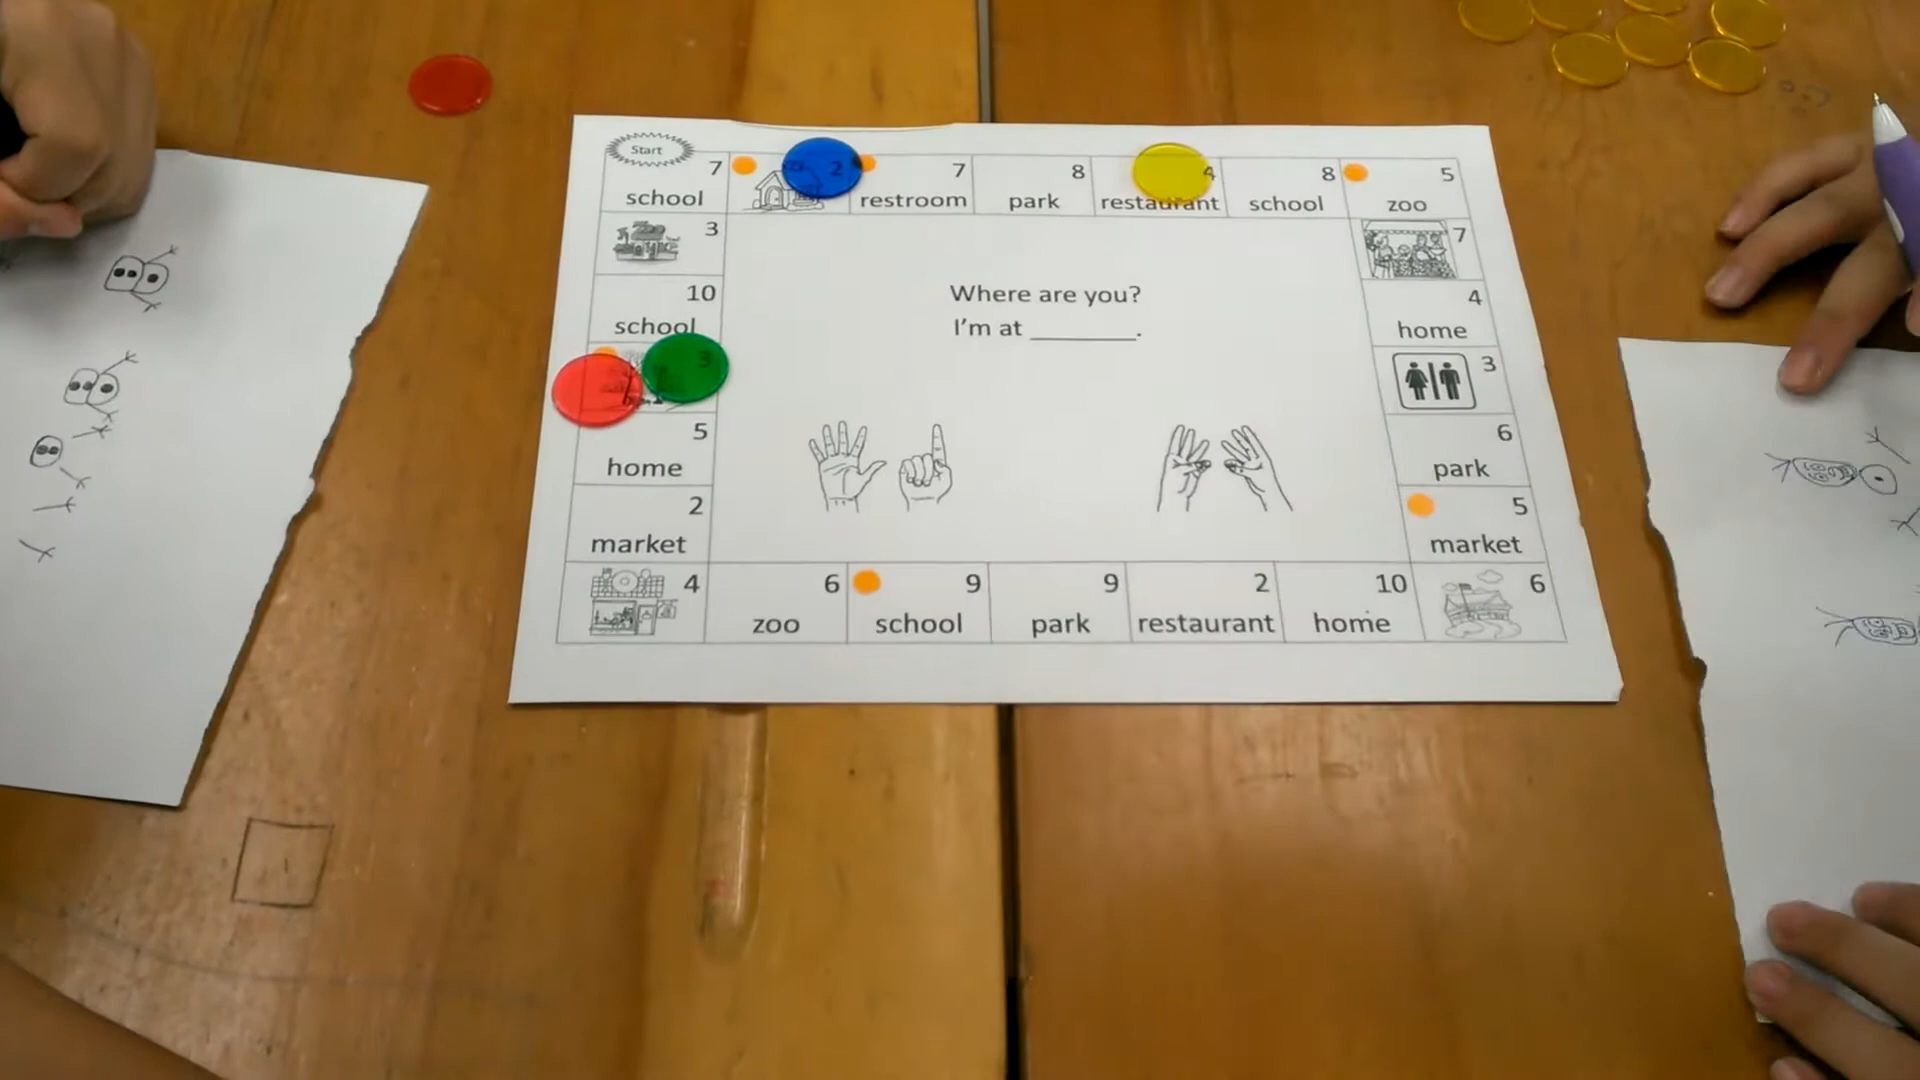 Start
7 2 7 8 4 8 5
school restroom park restaurant school zoo
3 7
Zoo
10 4
school home
3 3
5 6
home park
2 5
market market
4 6 9 9 2 10 6
zoo school park restaurant home
Where are you?
I'm at ________.